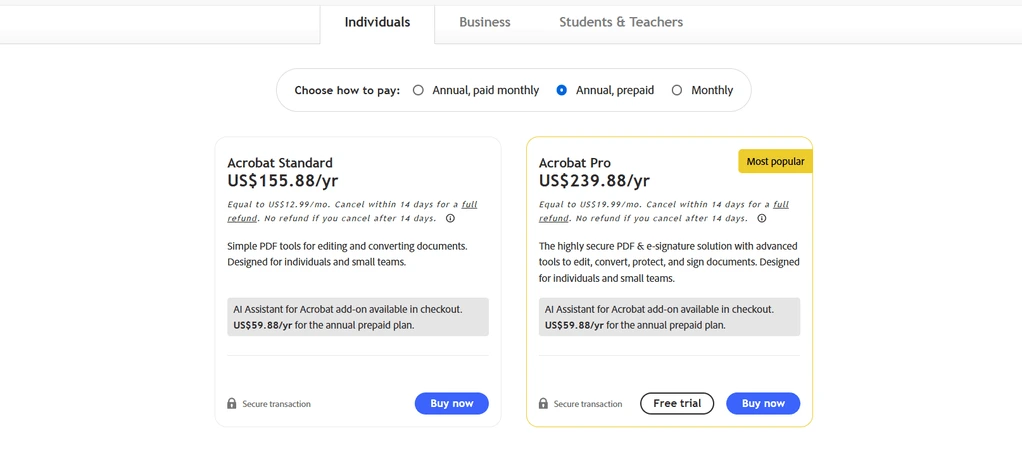 Individuals
Business
Students & Teachers
Choose how to pay:
Annual, paid monthly
Annual, prepaid
Monthly
Acrobat Standard
US$155.88/yr
Equal to US$12.99/mo. Cancel within 14 days for a full
refund. No refund if you cancel after 14 days.
Simple PDF tools for editing and converting documents.
Designed for individuals and small teams.
AI Assistant for Acrobat add-on available in checkout.
US$59.88/yr for the annual prepaid plan.
Secure transaction
Buy now
Most popular
Acrobat Pro
US$239.88/yr
Equal to US$19.99/mo. Cancel within 14 days for a full
refund. No refund if you cancel after 14 days.
The highly secure PDF & e-signature solution with advanced
tools to edit, convert, protect, and sign documents. Designed
for individuals and small teams.
AI Assistant for Acrobat add-on available in checkout.
US$59.88/yr for the annual prepaid plan.
Secure transaction
Free trial
Buy now